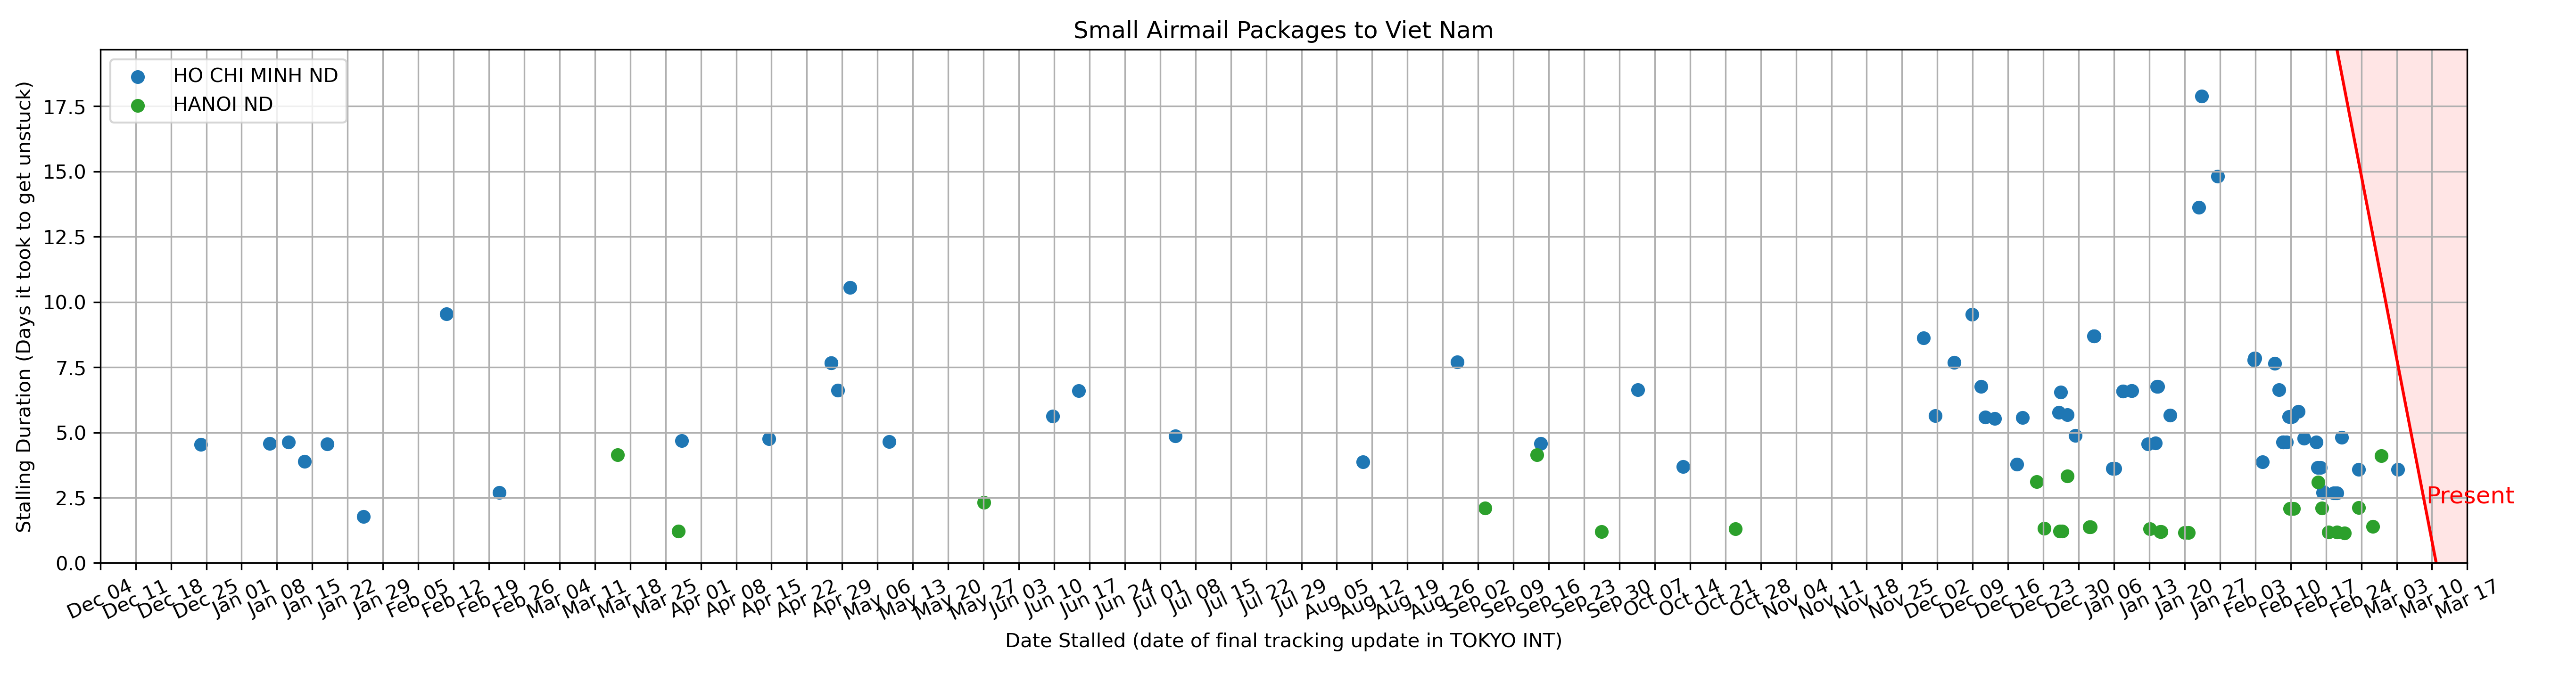 Small Airmail Packages to Viet Nam
HO CHI MINH ND
HANOI ND
Stalling Duration (Days it took to get unstuck)
17.5
15.0
12.5
10.0
7.5
5.0
2.5
0.0
Present
Dec 04
Dec 11
Dec 18
Dec 25
Jan 01
Jan 08
Jan 15
Jan 22
Jan 29
Feb 05
Feb 12
Feb 19
Feb 26
Mar 04
Mar 11
Mar 18
Mar 25
Apr 01
Apr 08
Apr 15
Apr 22
Apr 29
May 06
May 13
May 20
May 27
Jun 03
Jun 10
Jun 17
Jun 24
Jul 01
Jul 08
Jul 15
Jul 22
Jul 29
Aug 05
Aug 12
Aug 19
Aug 26
Sep 02
Sep 09
Sep 16
Sep 23
Sep 30
Oct 07
Oct 14
Oct 21
Oct 28
Nov 04
Nov 11
Nov 18
Nov 25
Dec 02
Dec 09
Dec 16
Dec 23
Dec 30
Jan 06
Jan 13
Jan 20
Jan 27
Feb 03
Feb 10
Feb 17
Feb 24
Mar 03
Mar 10
Mar 17
Date Stalled (date of final tracking update in TOKYO INT)